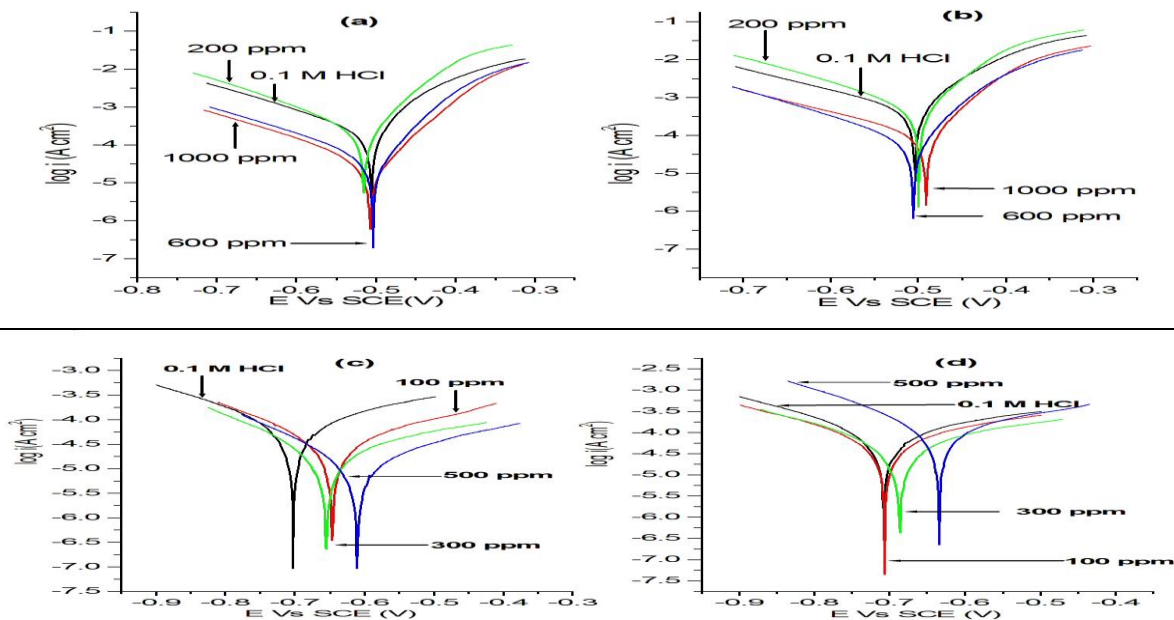 (a)
-1
-2
-3
-4
-5
-6
-7
log i (A cm²)
200 ppm
0.1 M HCl
1000 ppm
600 ppm
-0.8 -0.7 -0.6 -0.5 -0.4 -0.3
E Vs SCE(V)
(b)
-1
-2
-3
-4
-5
-6
-7
log i (A cm²)
200 ppm
0.1 M HCl
1000 ppm
600 ppm
-0.7 -0.6 -0.5 -0.4 -0.3
E Vs SCE (V)
(c)
-3.0
-3.5
-4.0
-4.5
-5.0
-5.5
-6.0
-6.5
-7.0
-7.5
log i(A cm²)
0.1 M HCl
100 ppm
500 ppm
300 ppm
-0.9 -0.8 -0.7 -0.6 -0.5 -0.4 -0.3
E Vs SCE (V)
(d)
-2.5
-3.0
-3.5
-4.0
-4.5
-5.0
-5.5
-6.0
-6.5
-7.0
-7.5
log i(A cm²)
500 ppm
0.1 M HCl
300 ppm
100 ppm
-0.9 -0.8 -0.7 -0.6 -0.5 -0.4
E Vs SCE (V)